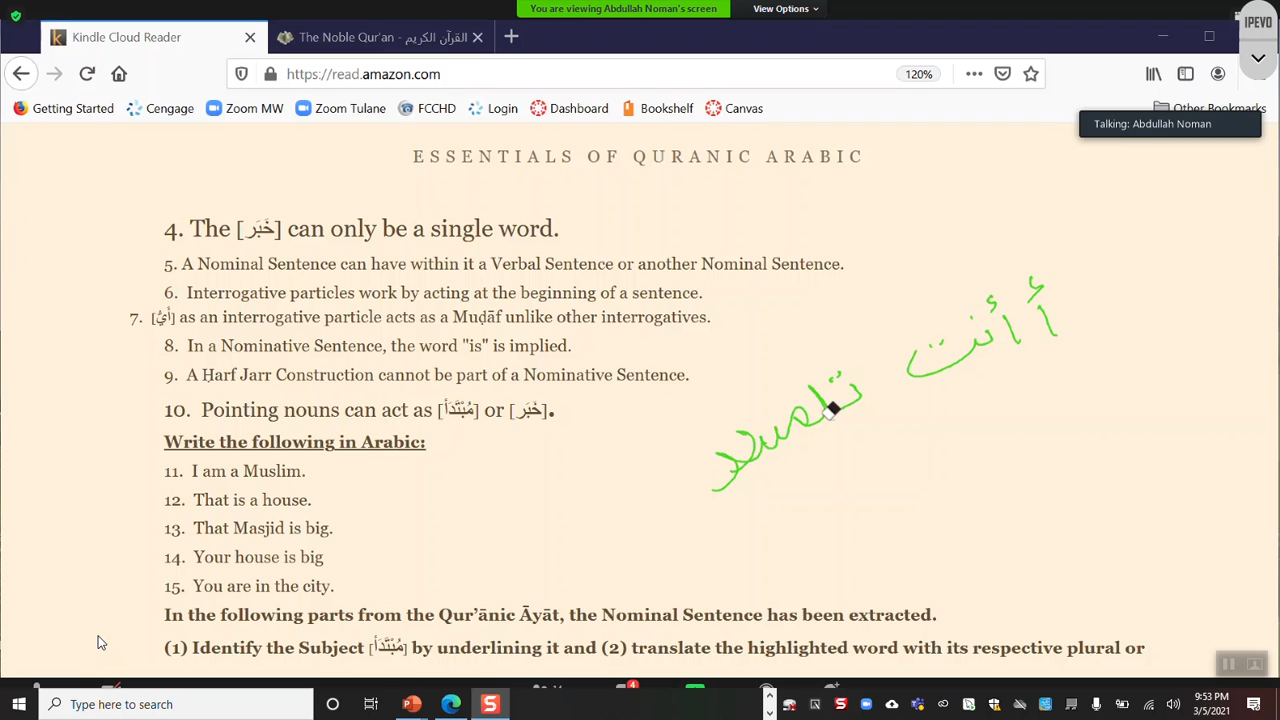 You are viewing Abdullah Noman's screen
View Options
IPEVO
Kindle Cloud Reader
The Noble Qur'an - القرآن الكريم
https://read.amazon.com
120%
Getting Started
Cengage
Zoom MW
Zoom Tulane
FCCHD
Login
Dashboard
Bookshelf
Canvas
Other Bookmarks
Talking: Abdullah Noman
ESSENTIALS OF QURANIC ARABIC
4. The [خَبَر] can only be a single word.
5. A Nominal Sentence can have within it a Verbal Sentence or another Nominal Sentence.
6. Interrogative particles work by acting at the beginning of a sentence.
7. [أَيُّ] as an interrogative particle acts as a Muḍāf unlike other interrogatives.
8. In a Nominative Sentence, the word "is" is implied.
9. A Ḥarf Jarr Construction cannot be part of a Nominative Sentence.
10. Pointing nouns can act as [مُبْتَدَأ] or [خَبَر].
أ أنت
Write the following in Arabic:
11. I am a Muslim.
12. That is a house.
13. That Masjid is big.
14. Your house is big
15. You are in the city.
In the following parts from the Qur'ānic Āyāt, the Nominal Sentence has been extracted.
(1) Identify the Subject [مُبْتَدَأ] by underlining it and (2) translate the highlighted word with its respective plural or
Type here to search
9:53 PM
3/5/2021